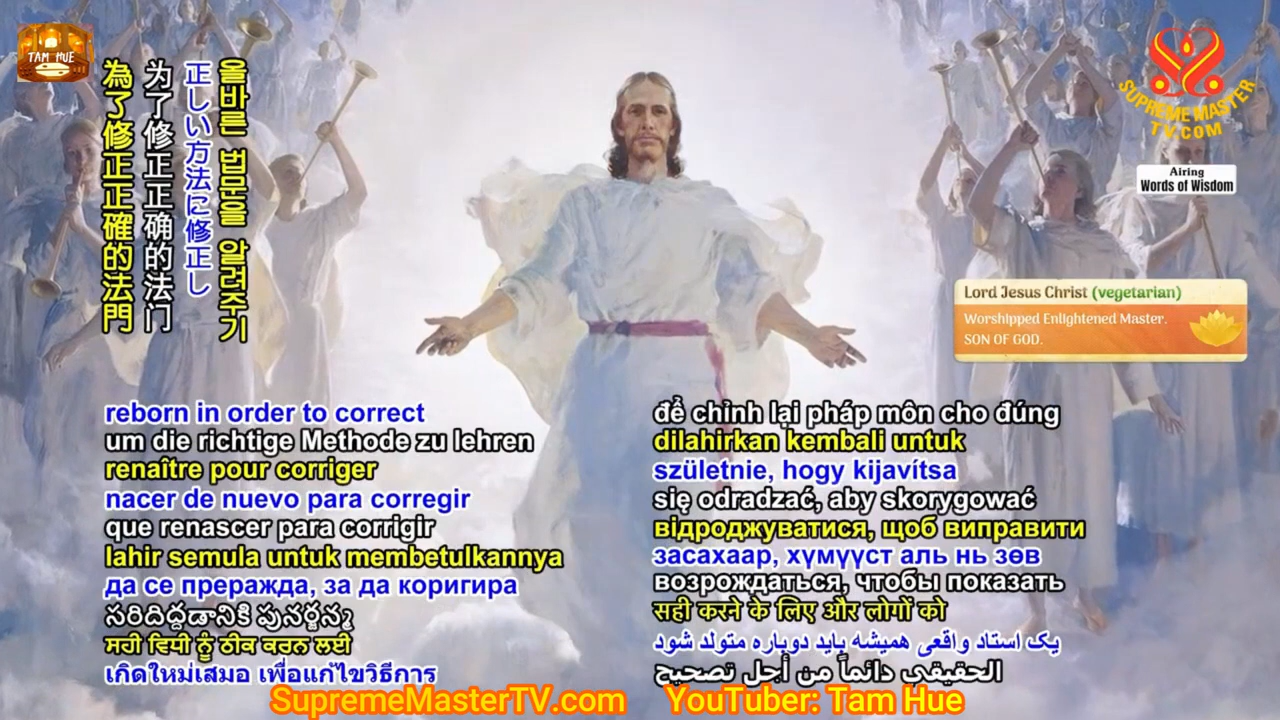 TAM HUE
SUPREME MASTER
TV.COM
Airing
Words of Wisdom
為了修正正確的法門
为了修正正确的法门
正しい方法に修正し
올바른 법문을 알려주기
Lord Jesus Christ (vegetarian)
Worshipped Enlightened Master.
SON OF GOD.
reborn in order to correct
um die richtige Methode zu lehren
renaître pour corriger
nacer de nuevo para corregir
que renascer para corrigir
lahir semula untuk membetulkannya
да се преражда, за да коригира
సరిదిద్దడానికి పునర్జన్మ
ਸਹੀ ਵਿਧੀ ਨੂੰ ਠੀਕ ਕਰਨ ਲਈ
เกิดใหม่เสมอ เพื่อแก้ไขวิธีการ
để chỉnh lại pháp môn cho đúng
dilahirkan kembali untuk
születnie, hogy kijavítsa
się odradzać, aby skorygować
відроджуватися, щоб виправити
засахаар, хүмүүст аль нь зөв
возрождаться, чтобы показать
सही करने के लिए और लोगों को
یک استاد واقعی همیشه باید دوباره متولد شود
الحقيقي دائماً من أجل تصحيح
SupremeMasterTV.com
YouTuber: Tam Hue